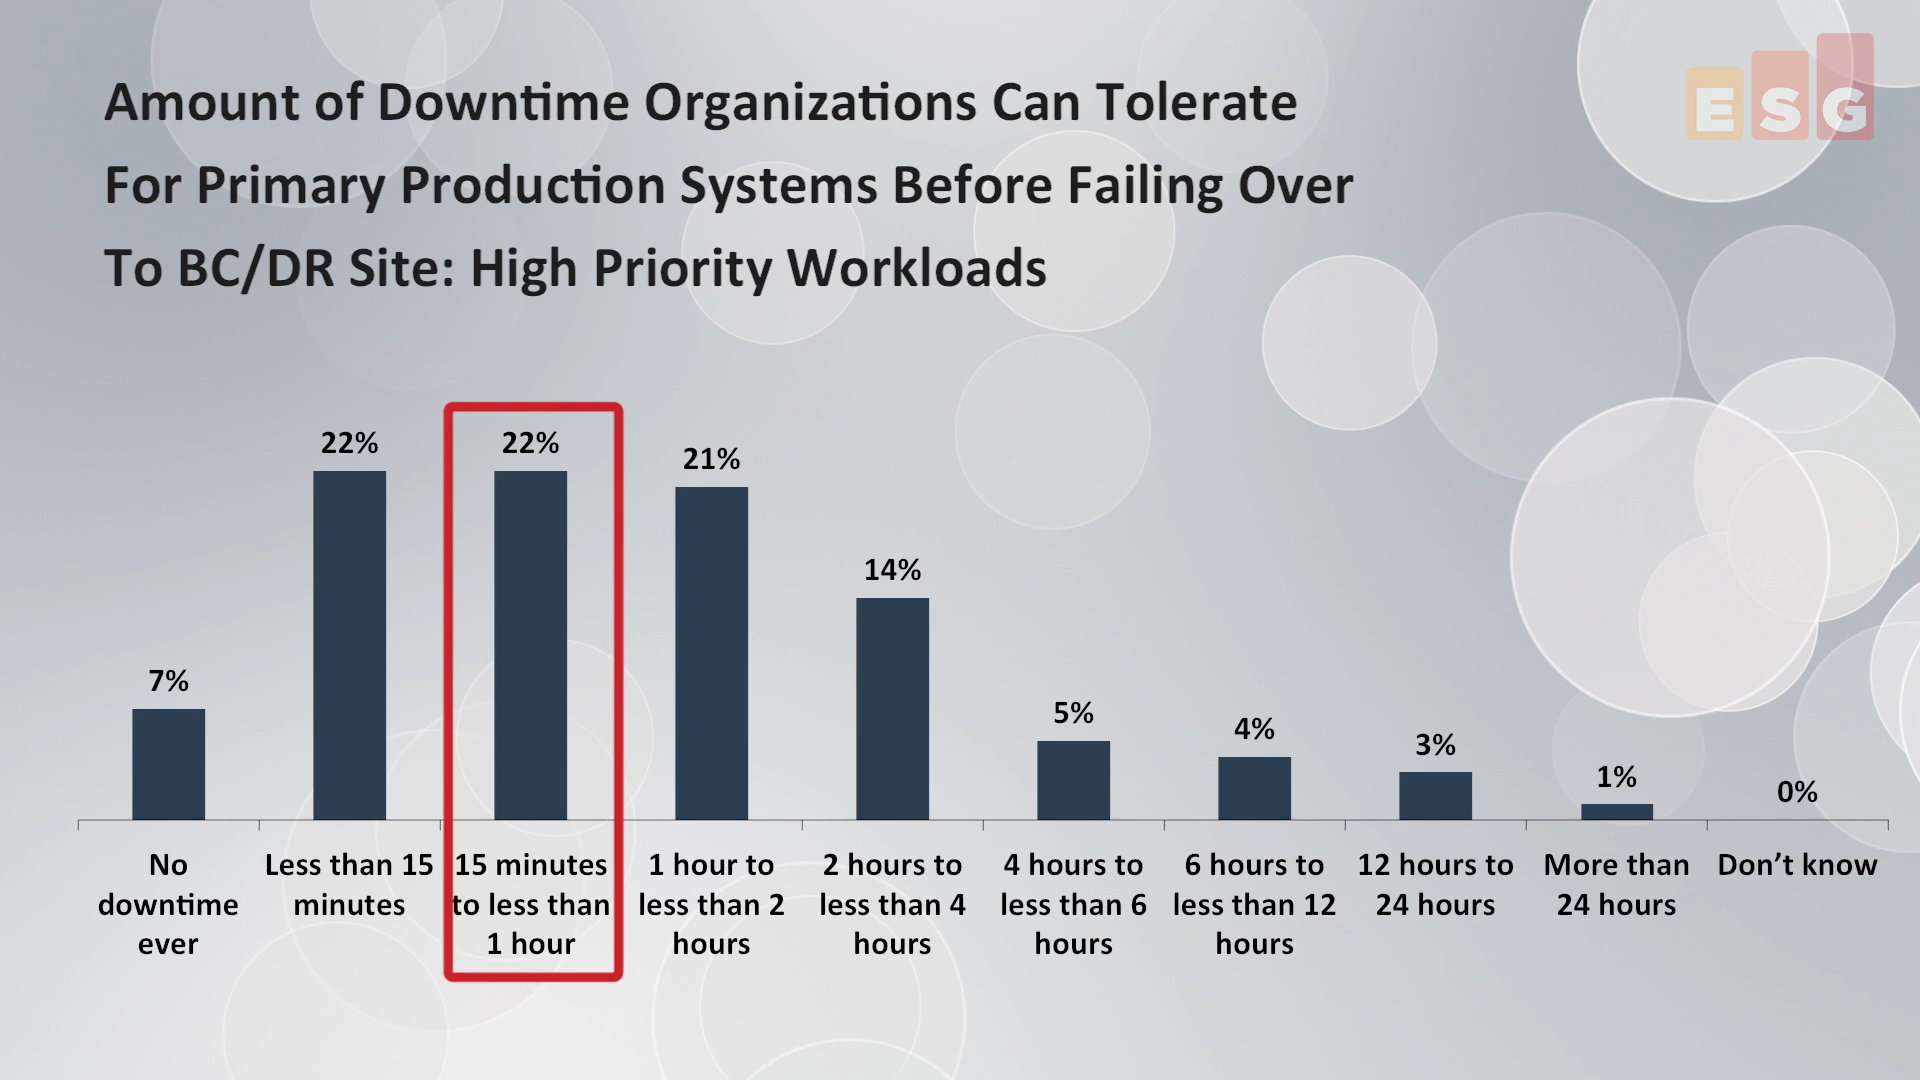 Amount of Downtime Organizations Can Tolerate
For Primary Production Systems Before Failing Over
To BC/DR Site: High Priority Workloads
ESG
7%
22%
22%
21%
14%
5%
4%
3%
1%
0%
No
downtime
ever
Less than 15
minutes
15 minutes
to less than
1 hour
1 hour to
less than 2
hours
2 hours to
less than 4
hours
4 hours to
less than 6
hours
6 hours to
less than 12
hours
12 hours to
24 hours
More than
24 hours
Don’t know